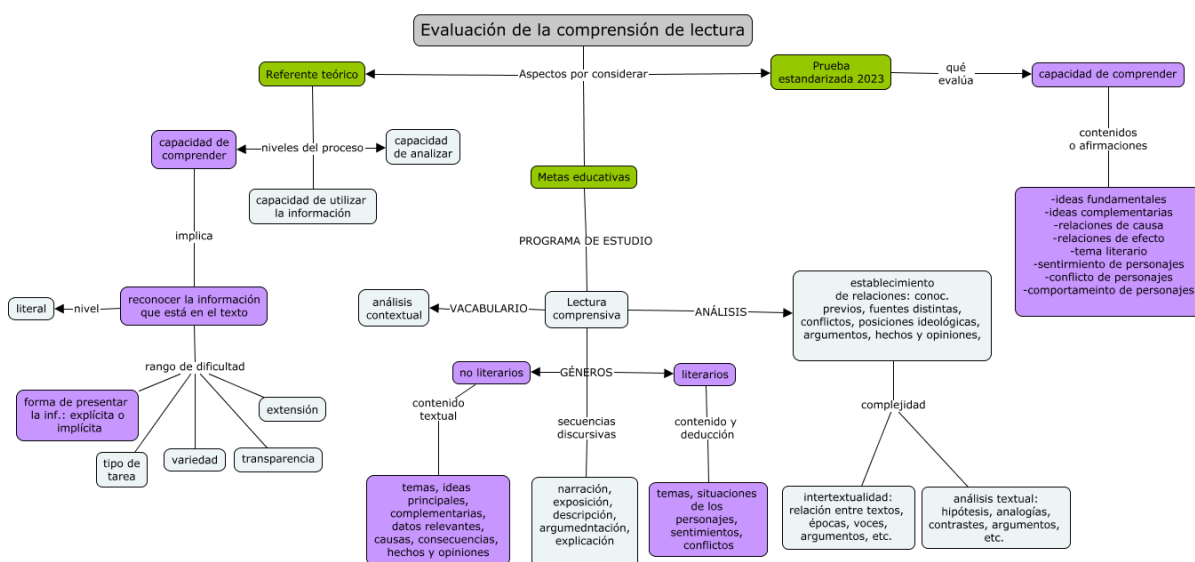 Evaluación de la comprensión de lectura
Referente teórico
Aspectos por considerar
Prueba
estandarizada 2023
qué
evalúa
capacidad de comprender
capacidad de
comprender
niveles del proceso
capacidad
de analizar
contenidos
o afirmaciones
capacidad de utilizar
la información
Metas educativas
-ideas fundamentales
-ideas complementarias
-relaciones de causa
-relaciones de efecto
-tema literario
-sentirmiento de personajes
-conflicto de personajes
-comportameinto de personajes
implica
PROGRAMA DE ESTUDIO
literal
nivel
reconocer la información
que está en el texto
análisis
contextual
VOCABULARIO
Lectura
comprensiva
ANÁLISIS
establecimiento
de relaciones: conoc.
previos, fuentes distintas,
conflictos, posiciones ideológicas,
argumentos, hechos y opiniones,
rango de dificultad
no literarios
GÉNEROS
literarios
forma de presentar
la inf.: explícita o
implícita
extensión
contenido
textual
secuencias
discursivas
contenido y
deducción
complejidad
tipo de
tarea
variedad
transparencia
temas, ideas
principales,
complementarias,
datos relevantes,
causas, consecuencias,
hechos y opiniones
narración,
exposición,
descripción,
argumedntación,
explicación
temas, situaciones
de los
personajes,
sentimientos,
conflictos
intertextualidad:
relación entre textos,
épocas, voces,
argumentos, etc.
análisis textual:
hipótesis, analogías,
contrastes, argumentos,
etc.